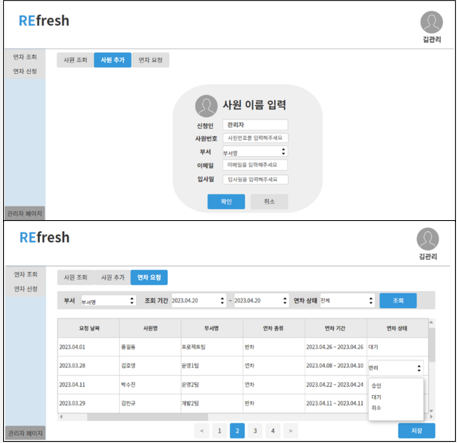 REfresh
김관리
연차 조회
연차 신청
사원 조회 사원 추가 연차 요청
사원 이름 입력
신청인 관리자
사원번호 사원번호를 입력해주세요
부서 부서명
이메일 이메일을 입력해주세요
입사일 입사일을 입력해주세요
확인 취소
관리자 페이지
REfresh
김관리
연차 조회
연차 신청
사원 조회 사원 추가 연차 요청
부서 부서명 조회 기간 2023.04.20 ~ 2023.04.20 연차 상태 전체 조회
요청 날짜 사원명 부서명 연차 종류 연차 기간 연차 상태
2023.04.01 홍길동 프로젝트팀 반차 2023.04.26 ~ 2023.04.26 대기
2023.03.28 김호영 운영1팀 연차 2023.04.08 ~ 2023.04.10 반려
2023.04.11 박수진 운영2팀 연차 2023.04.22 ~ 2023.04.24
승인
대기
취소
2023.03.29 김민규 개발2팀 반차 2023.04.11 ~ 2023.04.11
< 1 2 3 4 >
저장
관리자 페이지